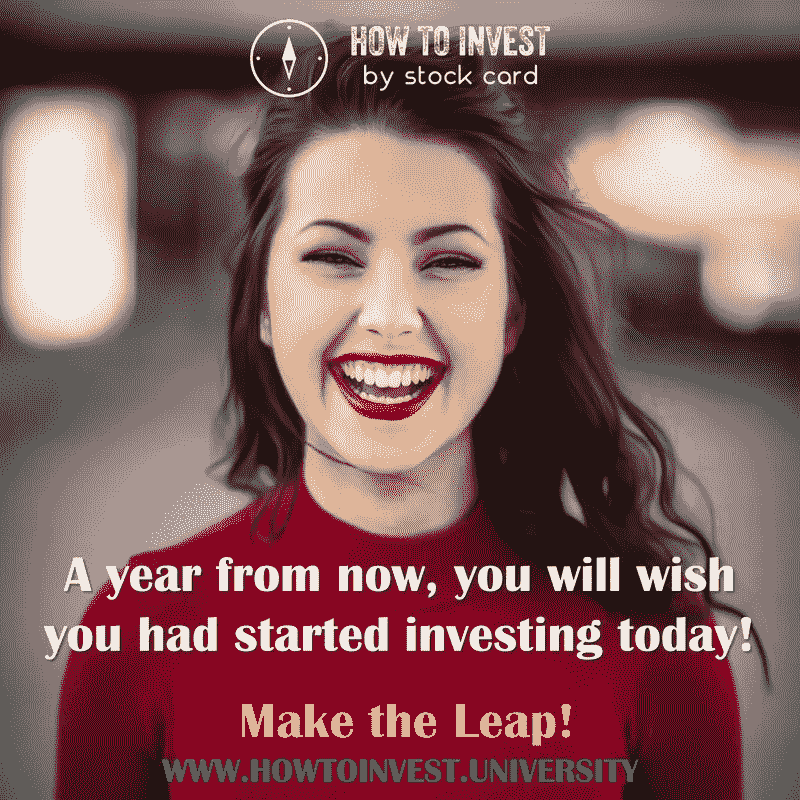 HOW TO INVEST
by stock card
A year from now, you will wish
you had started investing today!
Make the Leap!
WWW.HOWTOINVEST.UNIVERSITY